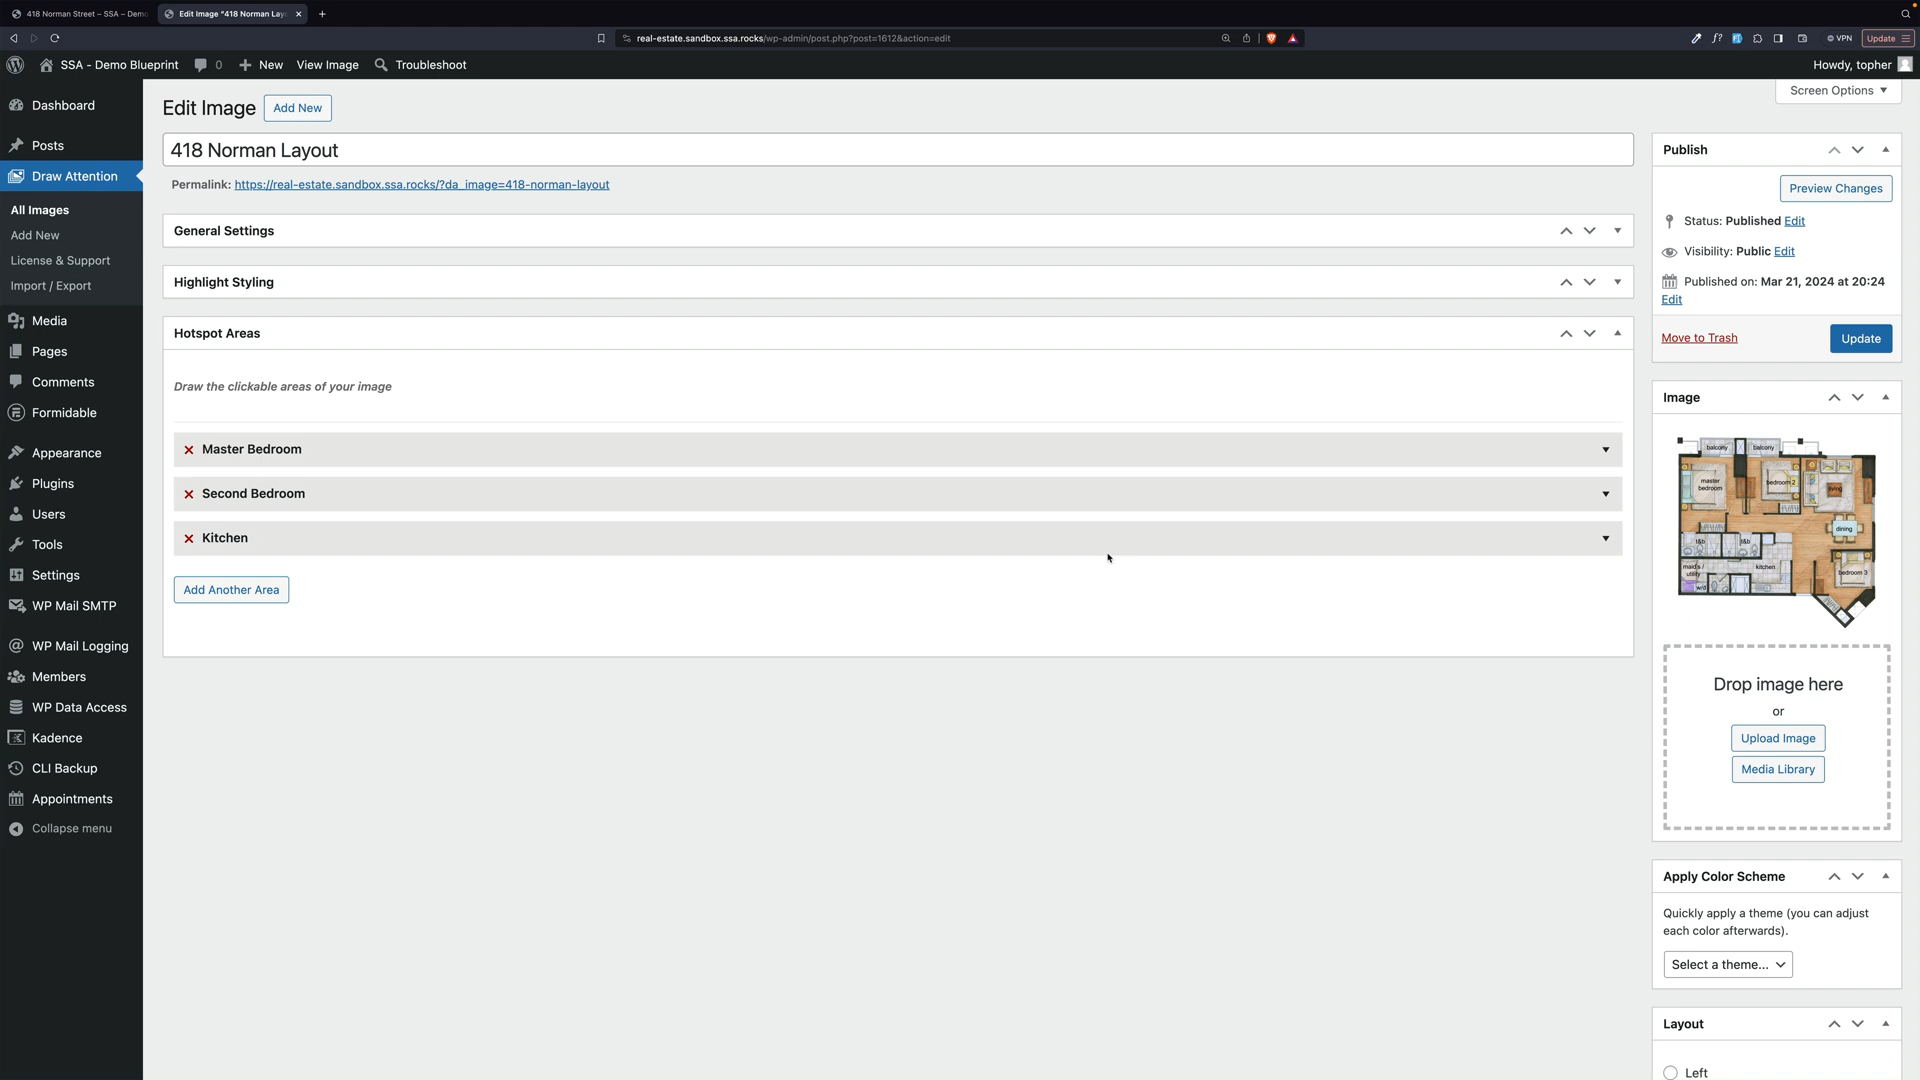 418 Norman Street – SSA – Demo
Edit Image "418 Norman Lay
real-estate.sandbox.ssa.rocks/wp-admin/post.php?post=1612&action=edit
VPN
Update
SSA - Demo Blueprint
0
New
View Image
Troubleshoot
Howdy, topher
Dashboard
Posts
Draw Attention
All Images
Add New
License & Support
Import / Export
Media
Pages
Comments
Formidable
Appearance
Plugins
Users
Tools
Settings
WP Mail SMTP
WP Mail Logging
Members
WP Data Access
Kadence
CLI Backup
Appointments
Collapse menu
Screen Options
Edit Image
Add New
418 Norman Layout
Permalink: https://real-estate.sandbox.ssa.rocks/?da_image=418-norman-layout
General Settings
Highlight Styling
Hotspot Areas
Draw the clickable areas of your image
Master Bedroom
Second Bedroom
Kitchen
Add Another Area
Publish
Preview Changes
Status: Published Edit
Visibility: Public Edit
Published on: Mar 21, 2024 at 20:24
Edit
Move to Trash
Update
Image
balcony
balcony
master
bedroom
bedroom 2
living
dining
t&b
t&b
maid's /
utility
kitchen
bedroom 3
w/d
Drop image here
or
Upload Image
Media Library
Apply Color Scheme
Quickly apply a theme (you can adjust
each color afterwards).
Select a theme...
Layout
Left